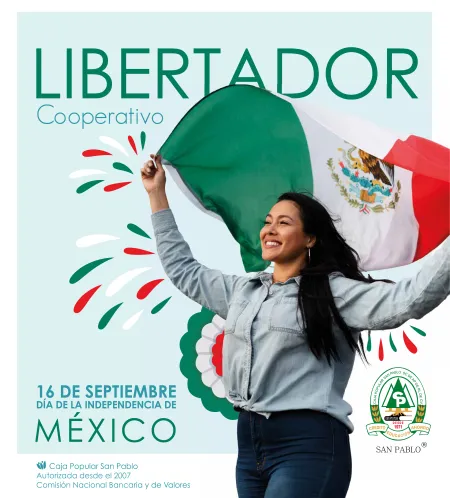 LIBERTADOR
Cooperativo
16 DE SEPTIEMBRE
DÍA DE LA INDEPENDENCIA DE
MÉXICO
SAN PABLO®
Caja Popular San Pablo
Autorizada desde el 2007
Comisión Nacional Bancaria y de Valores